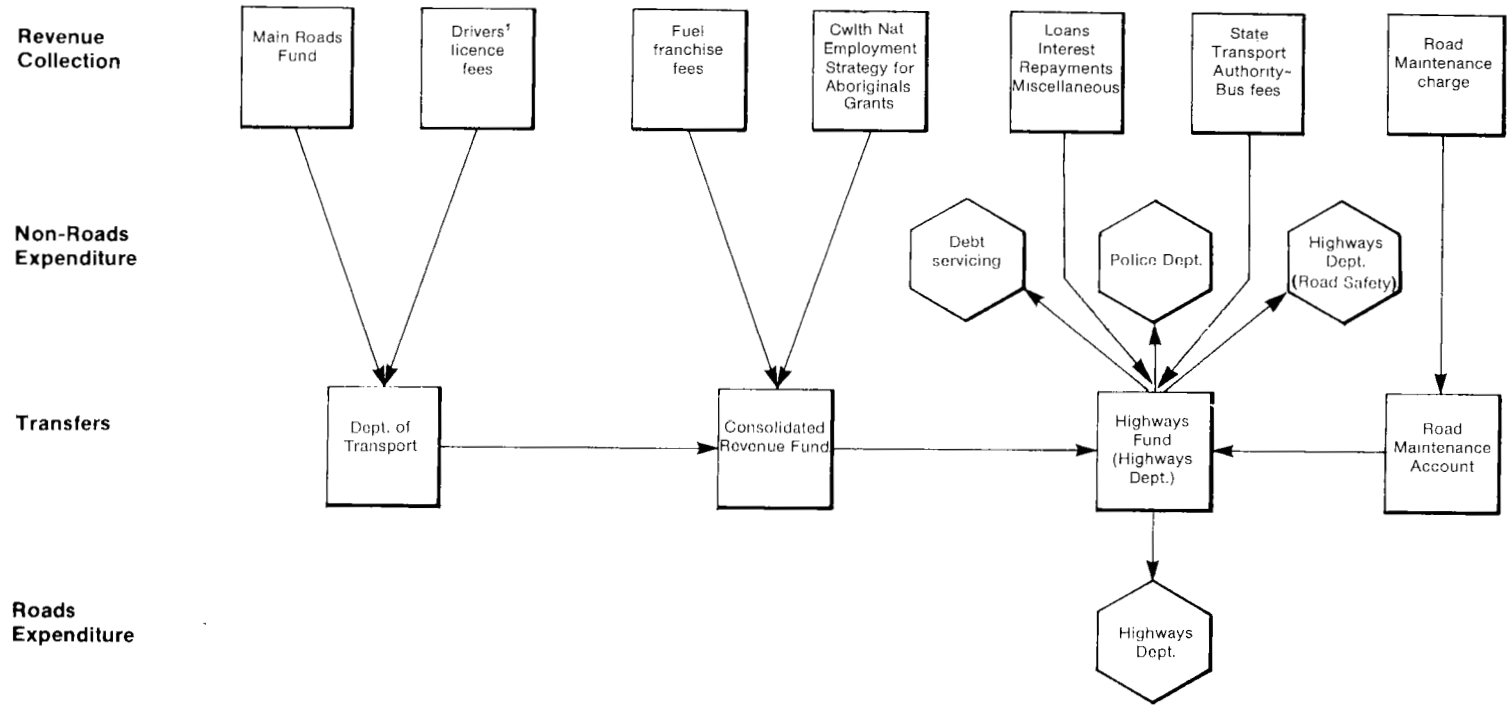 Revenue
Collection
Main Roads
Fund
Drivers'
licence
fees
Fuel
franchise
fees
Cwlth Nat
Employment
Strategy for
Aboriginals
Grants
Loans
Interest
Repayments
Miscellaneous
State
Transport
Authority-
Bus fees
Road
Maintenance
charge
Non-Roads
Expenditure
Debt
servicing
Police Dept.
Highways
Dept.
(Road Safety)
Transfers
Dept. of
Transport
Consolidated
Revenue Fund
Highways
Fund
(Highways
Dept.)
Road
Maintenance
Account
Roads
Expenditure
Highways
Dept.